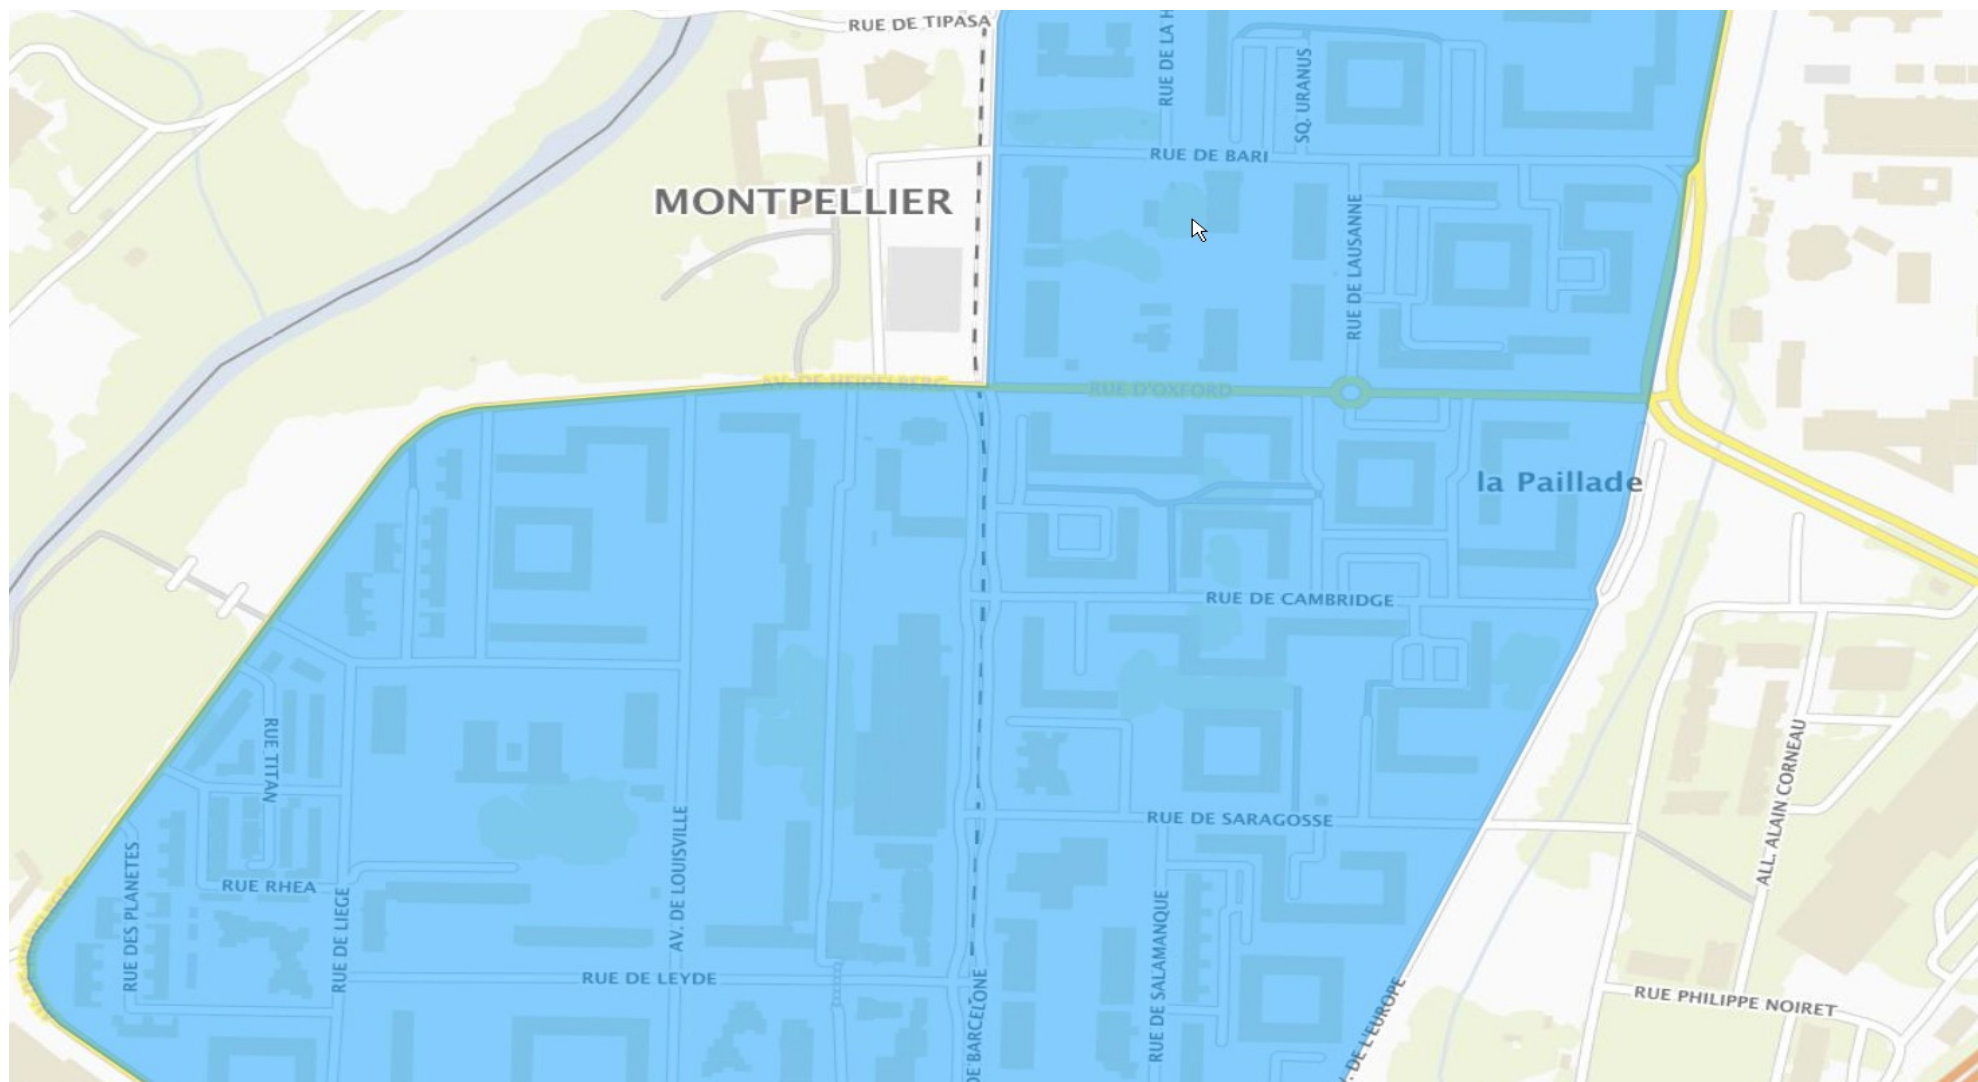 RUE DE TIPASA
RUE DE LA H
SQ. URANUS
RUE DE BARI
MONTPELLIER
RUE DE LAUSANNE
AV. DE HEIDELBERG
RUE D'OXFORD
la Paillade
RUE DE CAMBRIDGE
RUE TITAN
ALL. ALAIN CORNEAU
RUE DE SARAGOSSE
AV. DE LOUISVILLE
RUE DES PLANETES
RUE RHEA
RUE DE LIEGE
RUE DE SALAMANQUE
RUE DE LEYDE
DE BARCELONE
. DE L'EUROPE
RUE PHILIPPE NOIRET